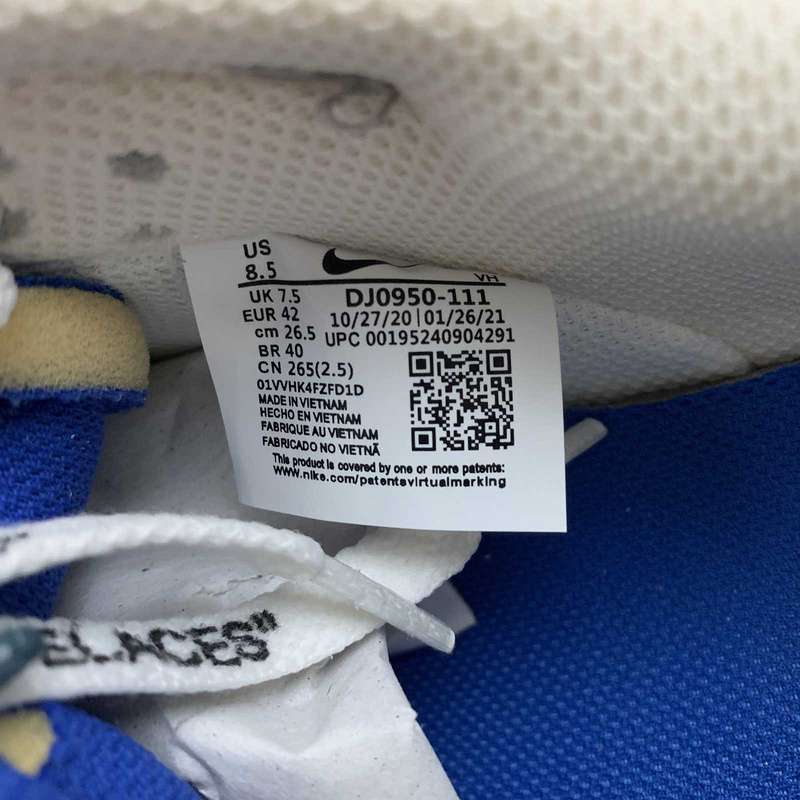 US
8.5
VH
UK 7.5
DJ0950-111
EUR 42
10/27/20 | 01/26/21
cm 26.5
UPC 00195240904291
BR 40
CN 265(2.5)
01VVHK4FZFD1D
MADE IN VIETNAM
HECHO EN VIETNAM
FABRIQUE AU VIETNAM
FABRICADO NO VIETNÃ
This product is covered by one or more patents:
www.nike.com/patentsvirtualmarking